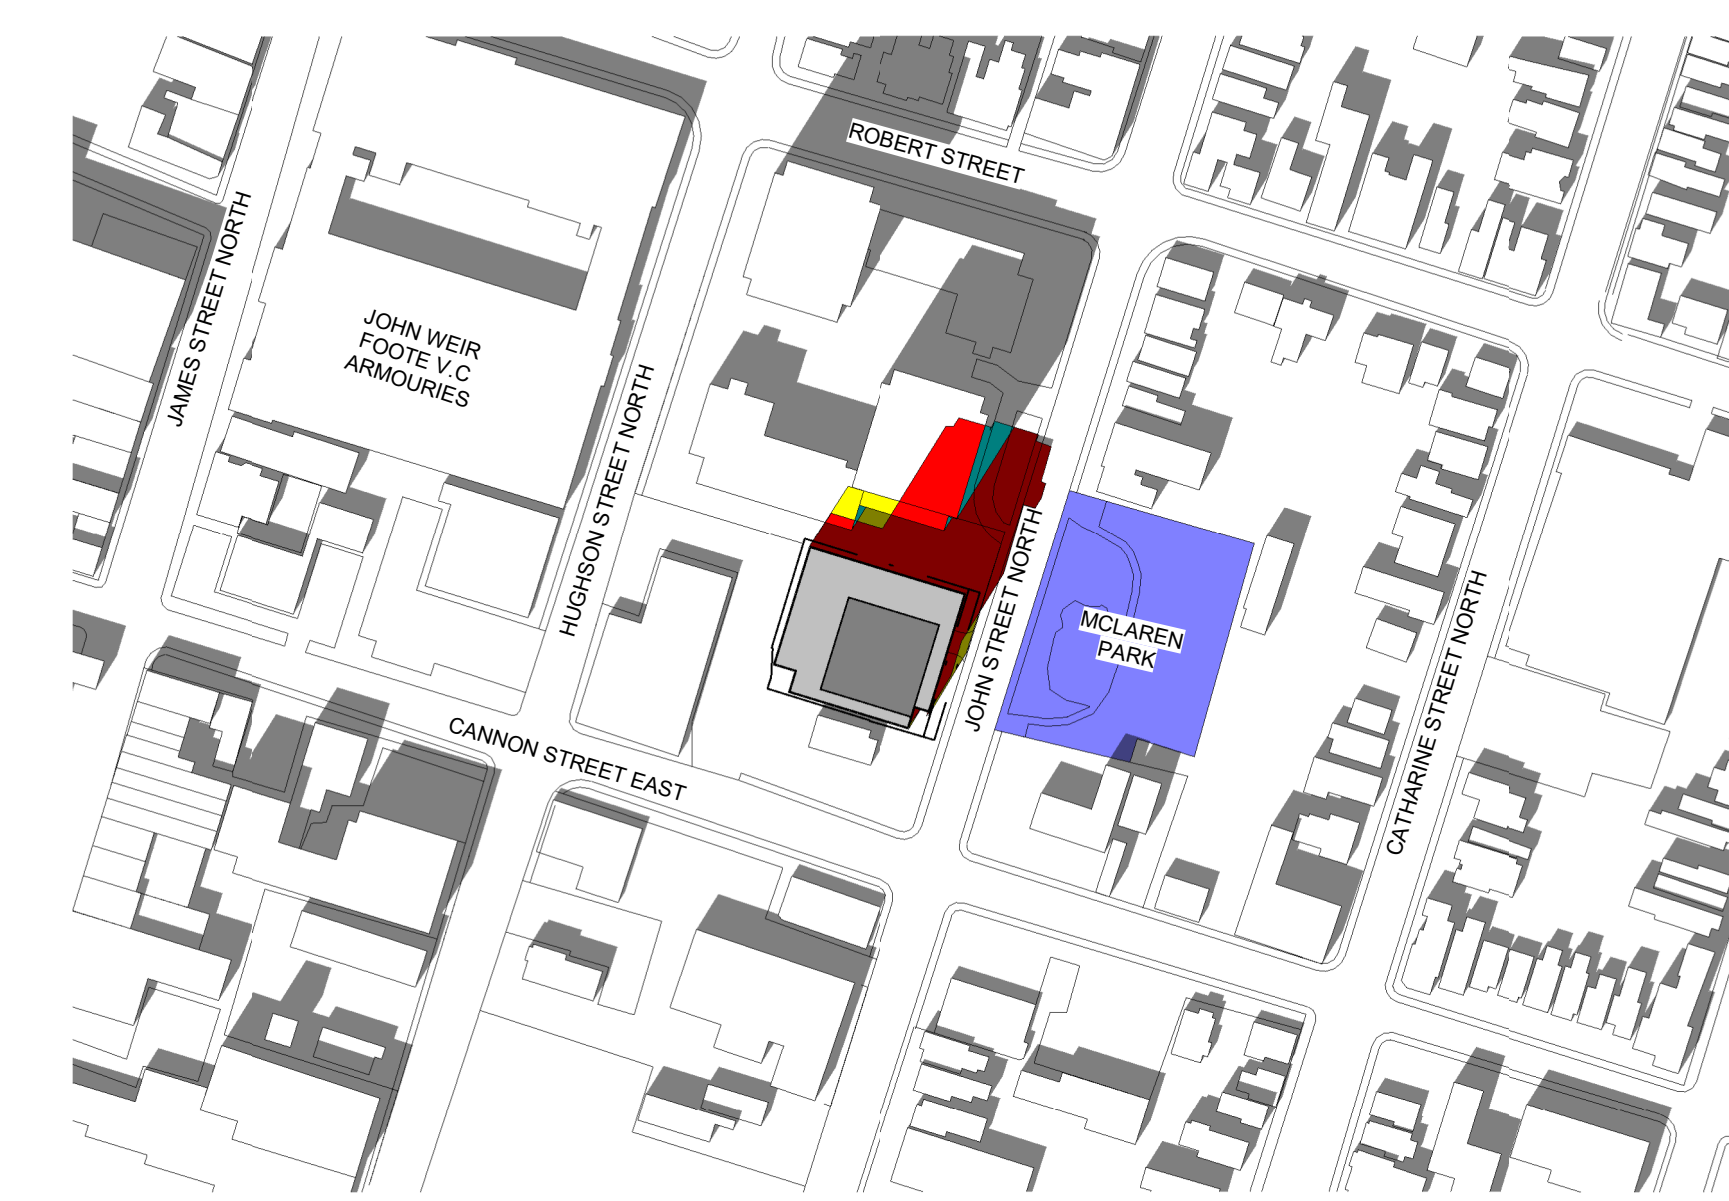 ROBERT STREET
JAMES STREET NORTH
JOHN WEIR
FOOTE V.C
ARMOURIES
HUGHSON STREET NORTH
JOHN STREET NORTH
MCLAREN
PARK
CATHARINE STREET NORTH
CANNON STREET EAST